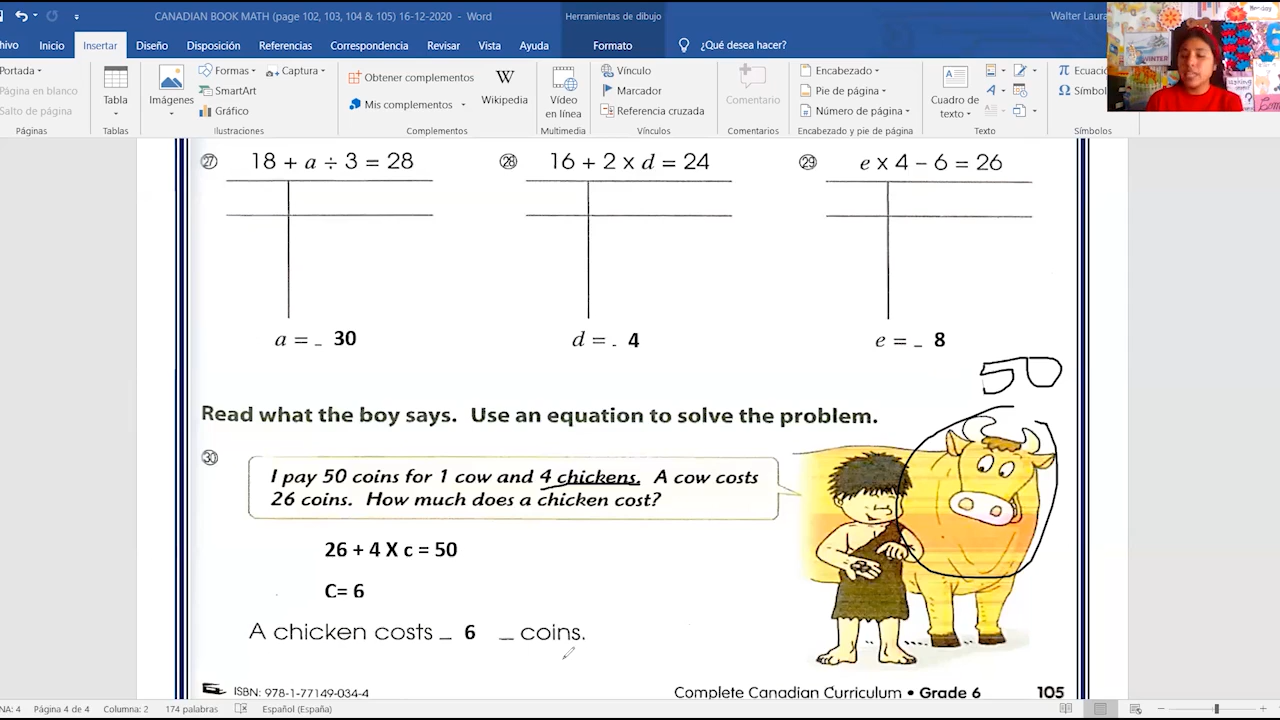 CANADIAN BOOK MATH (page 102, 103, 104 & 105) 16-12-2020 - Word
Herramientas de dibujo
Walter Laura
hivo Inicio Insertar Diseño Disposición Referencias Correspondencia Revisar Vista Ayuda Formato ¿Qué desea hacer?
Portada
Página en blanco
Salto de página
Páginas
Tabla
Tablas
Imágenes
Formas
SmartArt
Gráfico
Captura
Ilustraciones
Obtener complementos
Mis complementos
Complementos
W
Wikipedia
Vídeo
en línea
Multimedia
Vínculo
Marcador
Referencia cruzada
Vínculos
Comentario
Comentarios
Encabezado
Pie de página
Número de página
Encabezado y pie de página
A
Cuadro de
texto
Texto
π Ecuació
Ω Símbolo
Símbolos
Monday
WINTER
27 18 + a ÷ 3 = 28
28 16 + 2 x d = 24
29 e x 4 – 6 = 26
a = _ 30
d = - 4
e = _ 8
50
Read what the boy says. Use an equation to solve the problem.
30
I pay 50 coins for 1 cow and 4 chickens. A cow costs
26 coins. How much does a chicken cost?
26 + 4 X c = 50
C= 6
A chicken costs _ 6 _ coins.
ISBN: 978-1-77149-034-4
Complete Canadian Curriculum • Grade 6 105
NA: 4 Página 4 de 4 Columna: 2 174 palabras Español (España)